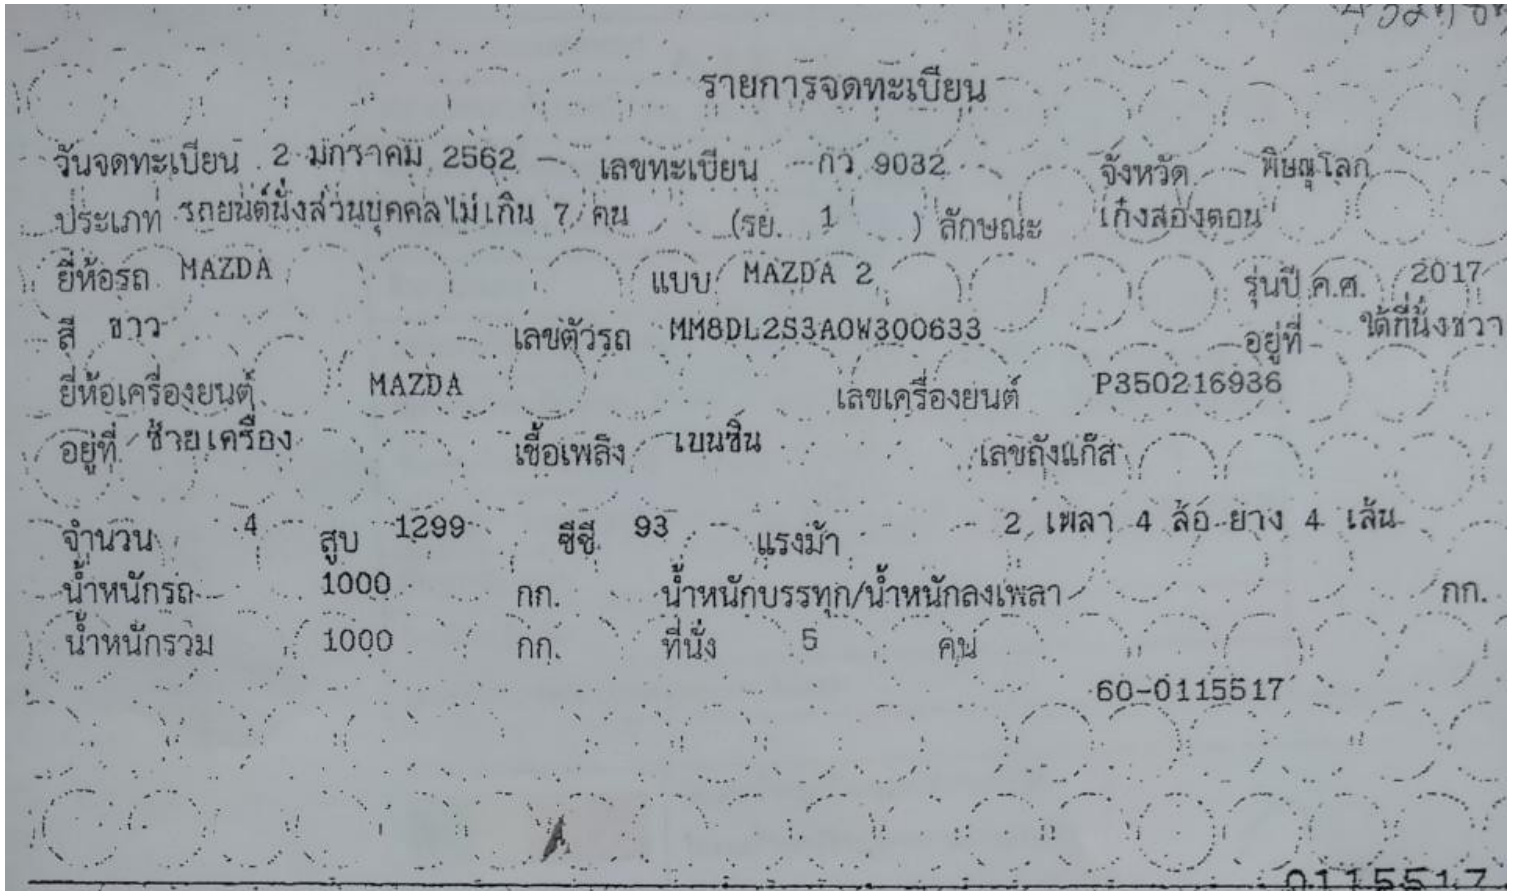 รายการจดทะเบียน
วันจดทะเบียน 2 มกราคม 2562 เลขทะเบียน กว 9032 จังหวัด พิษณุโลก
ประเภท รถยนต์นั่งส่วนบุคคลไม่เกิน 7 คน (รย. 1 ) ลักษณะ เก๋งสองตอน
ยี่ห้อรถ MAZDA แบบ MAZDA 2 รุ่นปี ค.ศ. 2017
สี ขาว เลขตัวรถ MM8DL2S3A0W300633 อยู่ที่ ใต้ที่นั่งขวา
ยี่ห้อเครื่องยนต์ MAZDA เลขเครื่องยนต์ P350216936
อยู่ที่ ซ้ายเครื่อง เชื้อเพลิง เบนซิน เลขถังแก๊ส
จำนวน 4 สูบ 1299 ซีซี 93 แรงม้า 2 เพลา 4 ล้อ ยาง 4 เส้น
น้ำหนักรถ 1000 กก. น้ำหนักบรรทุก/น้ำหนักลงเพลา กก.
น้ำหนักรวม 1000 กก. ที่นั่ง 5 คน
60-0115517
0115517